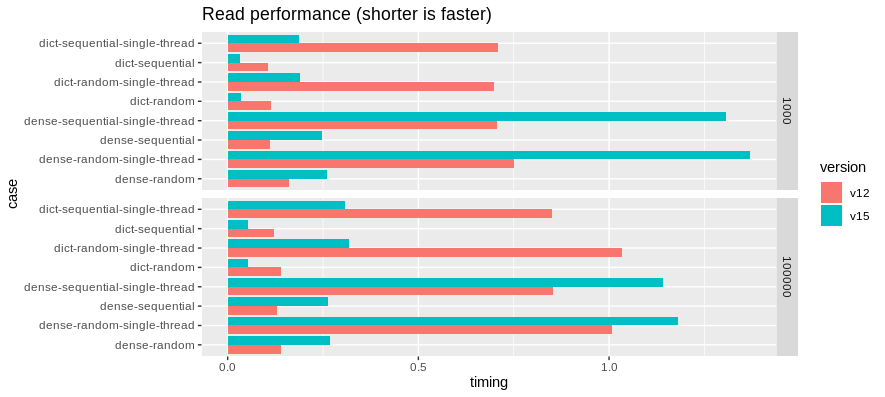 Read performance (shorter is faster)
case
dict-sequential-single-thread
dict-sequential
dict-random-single-thread
dict-random
dense-sequential-single-thread
dense-sequential
dense-random-single-thread
dense-random
1000
dict-sequential-single-thread
dict-sequential
dict-random-single-thread
dict-random
dense-sequential-single-thread
dense-sequential
dense-random-single-thread
dense-random
1000000
0.0 0.5 1.0
timing
version
v12
v15